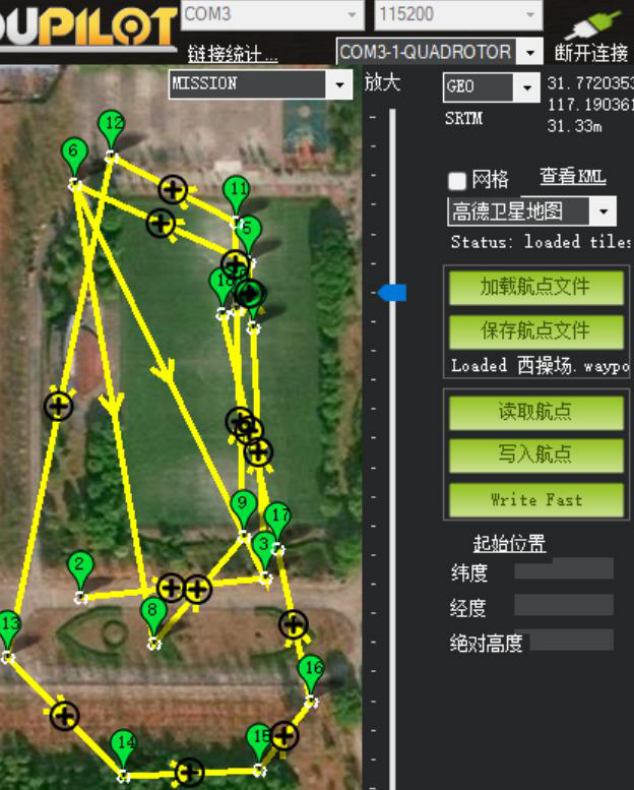 DUPILOT
COM3
115200
链接统计...
COM3-1-QUADROTOR
断开连接
MISSION
放大
GEO
31.7720353
117.190361
SRTM
31.33m
网格
查看KML
高德卫星地图
Status: loaded tiles
加载航点文件
保存航点文件
Loaded 西操场.waypo
读取航点
写入航点
Write Fast
起始位置
纬度
经度
绝对高度
12
6
11
5
18
9
17
3
2
8
13
16
14
15